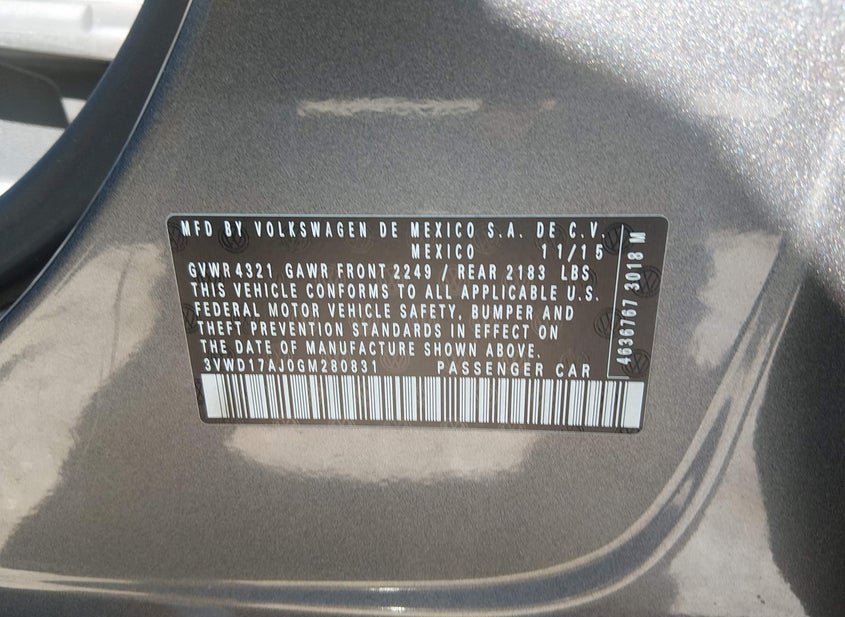 MFD BY VOLKSWAGEN DE MEXICO S.A. DE C.V.
MEXICO 11/15
GVWR 4321 GAWR FRONT 2249 / REAR 2183 LBS
THIS VEHICLE CONFORMS TO ALL APPLICABLE U.S.
FEDERAL MOTOR VEHICLE SAFETY, BUMPER AND
THEFT PREVENTION STANDARDS IN EFFECT ON
THE DATE OF MANUFACTURE SHOWN ABOVE.
3VWD17AJ0GM280831 PASSENGER CAR
4636767 3018 M